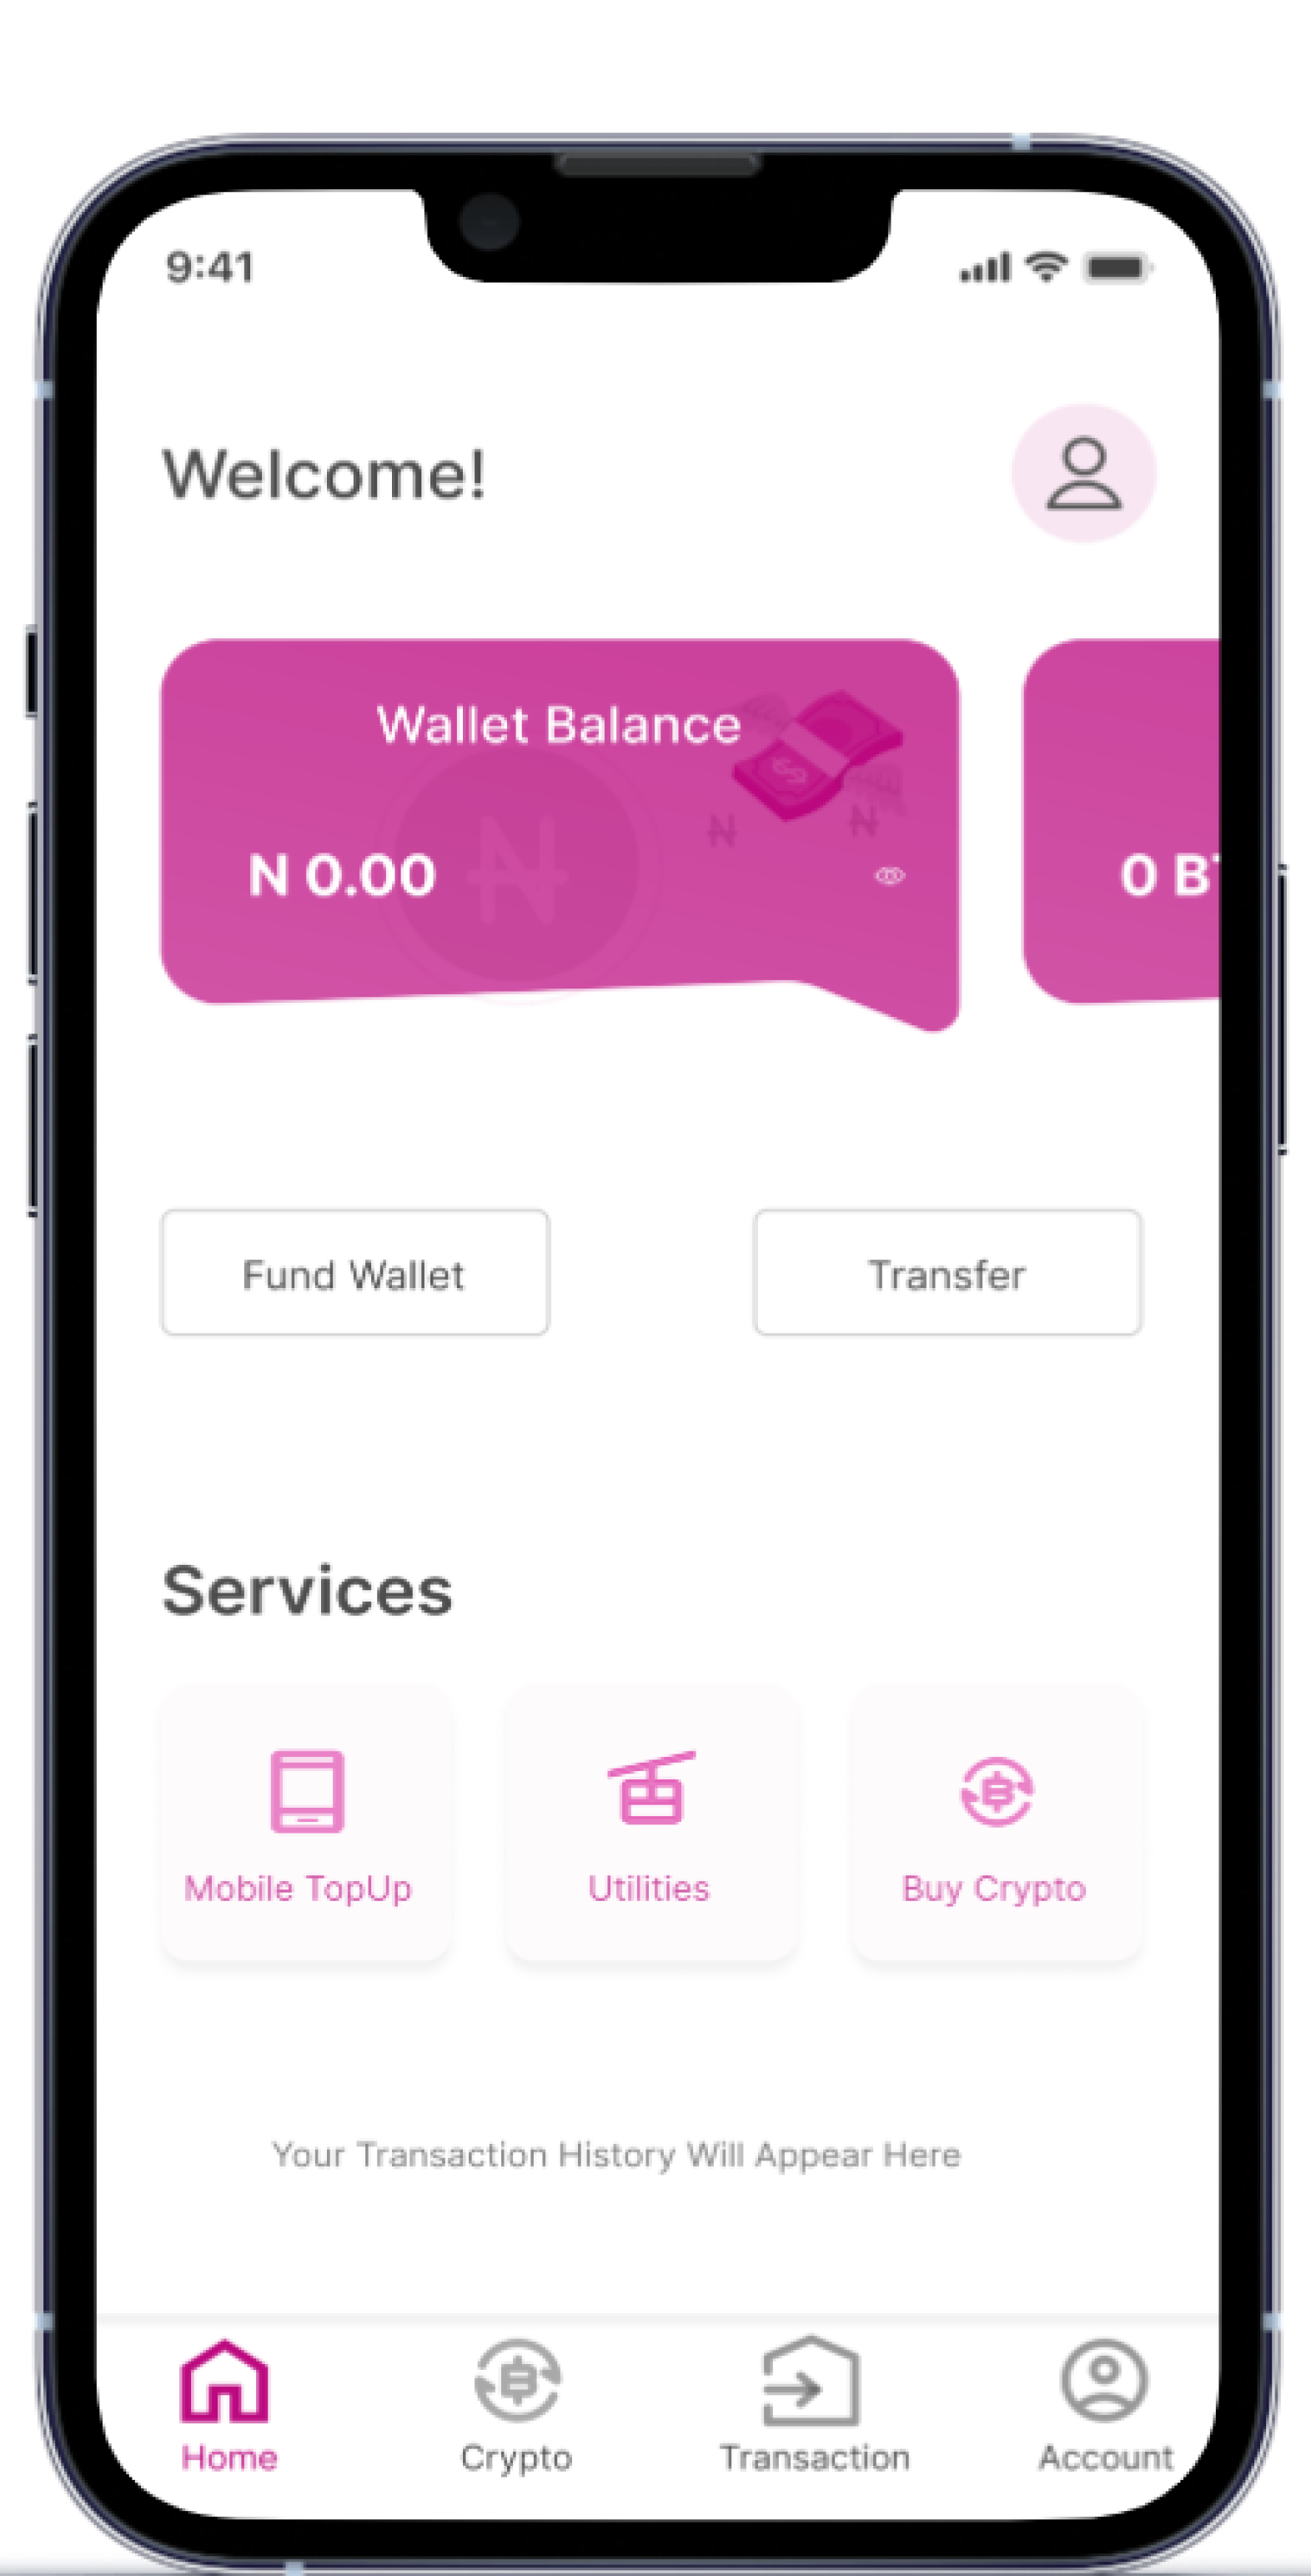 9:41
Welcome!
Wallet Balance
N 0.00
0 B
Fund Wallet
Transfer
Services
Mobile TopUp
Utilities
Buy Crypto
Your Transaction History Will Appear Here
Home
Crypto
Transaction
Account